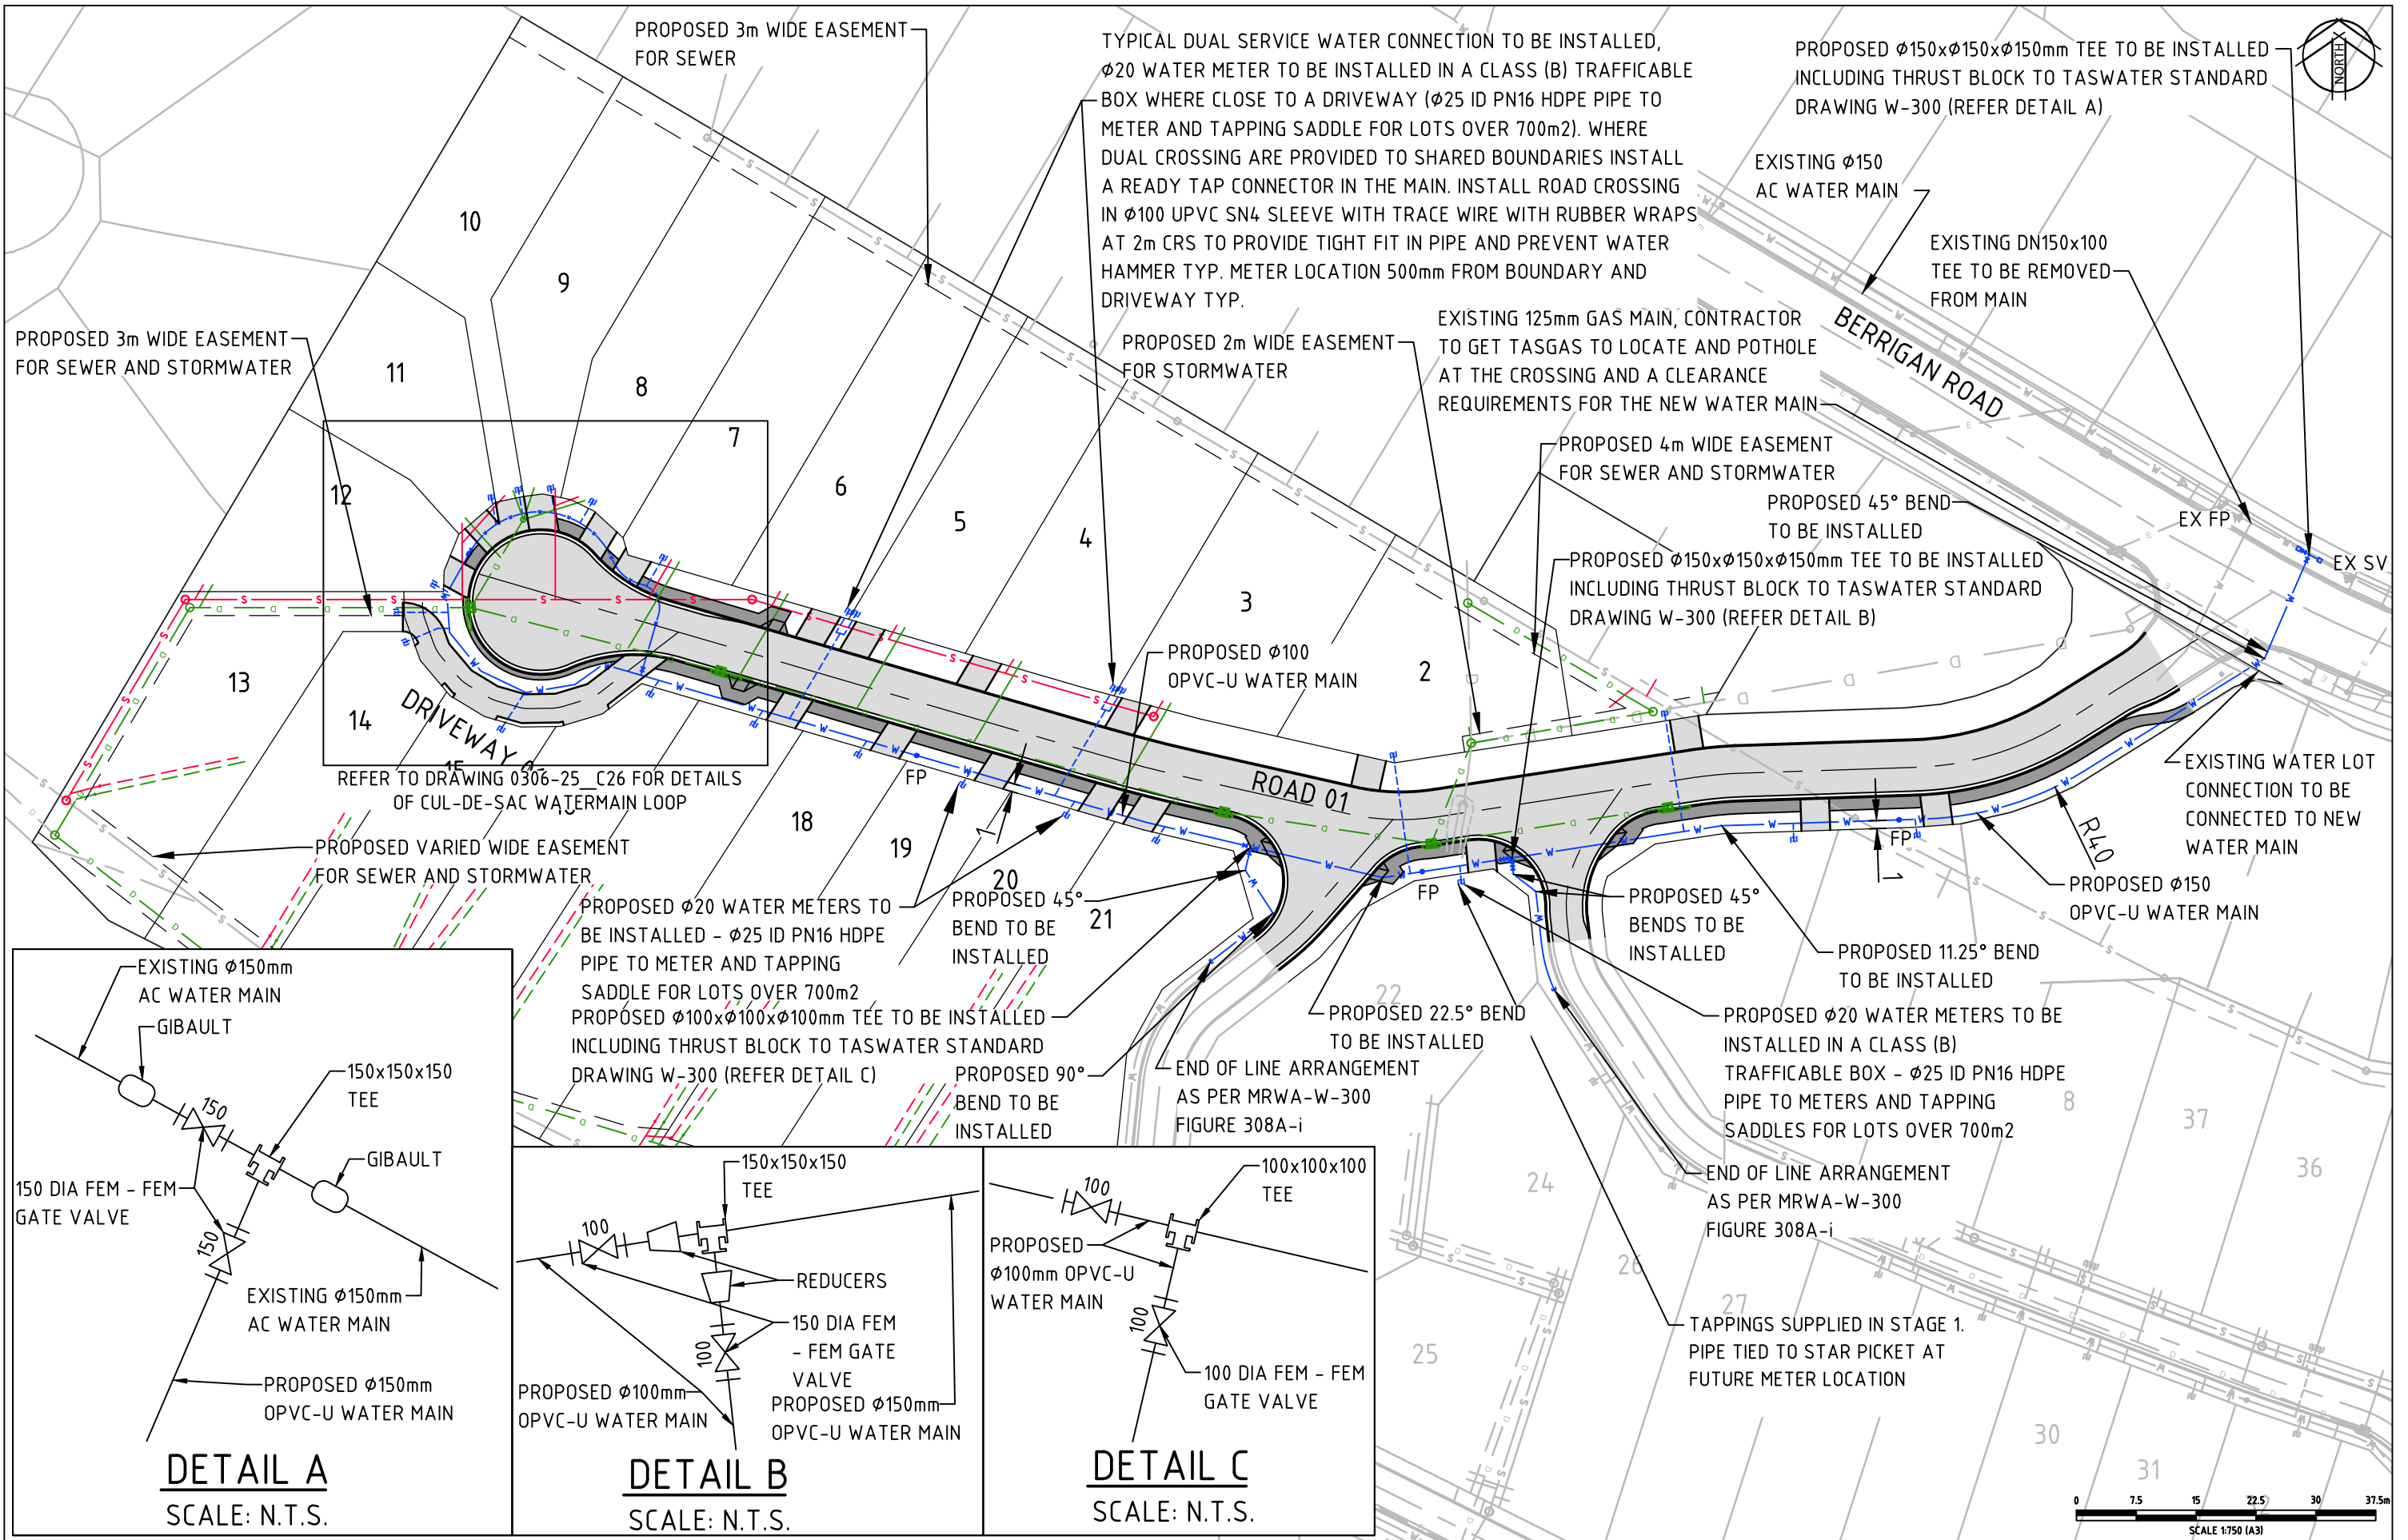 PROPOSED 3m WIDE EASEMENT
FOR SEWER
TYPICAL DUAL SERVICE WATER CONNECTION TO BE INSTALLED,
Ø20 WATER METER TO BE INSTALLED IN A CLASS (B) TRAFFICABLE
BOX WHERE CLOSE TO A DRIVEWAY (Ø25 ID PN16 HDPE PIPE TO
METER AND TAPPING SADDLE FOR LOTS OVER 700m2). WHERE
DUAL CROSSING ARE PROVIDED TO SHARED BOUNDARIES INSTALL
A READY TAP CONNECTOR IN THE MAIN. INSTALL ROAD CROSSING
IN Ø100 UPVC SN4 SLEEVE WITH TRACE WIRE WITH RUBBER WRAPS
AT 2m CRS TO PROVIDE TIGHT FIT IN PIPE AND PREVENT WATER
HAMMER TYP. METER LOCATION 500mm FROM BOUNDARY AND
DRIVEWAY TYP.
PROPOSED Ø150xØ150xØ150mm TEE TO BE INSTALLED
INCLUDING THRUST BLOCK TO TASWATER STANDARD
DRAWING W-300 (REFER DETAIL A)
NORTH
EXISTING Ø150
AC WATER MAIN
EXISTING DN150x100
TEE TO BE REMOVED
FROM MAIN
BERRIGAN ROAD
EX FP
EX SV
PROPOSED 3m WIDE EASEMENT
FOR SEWER AND STORMWATER
PROPOSED 2m WIDE EASEMENT
FOR STORMWATER
EXISTING 125mm GAS MAIN, CONTRACTOR
TO GET TASGAS TO LOCATE AND POTHOLE
AT THE CROSSING AND A CLEARANCE
REQUIREMENTS FOR THE NEW WATER MAIN
PROPOSED 4m WIDE EASEMENT
FOR SEWER AND STORMWATER
PROPOSED 45° BEND
TO BE INSTALLED
PROPOSED Ø150xØ150xØ150mm TEE TO BE INSTALLED
INCLUDING THRUST BLOCK TO TASWATER STANDARD
DRAWING W-300 (REFER DETAIL B)
10
9
11
8
7
12
6
5
4
3
2
13
14
18
19
20
21
PROPOSED Ø100
OPVC-U WATER MAIN
ROAD 01
DRIVEWAY
REFER TO DRAWING 0306-25_C26 FOR DETAILS
OF CUL-DE-SAC WATERMAIN LOOP
PROPOSED VARIED WIDE EASEMENT
FOR SEWER AND STORMWATER
FP
1
FP
FP
1
R40
EXISTING WATER LOT
CONNECTION TO BE
CONNECTED TO NEW
WATER MAIN
PROPOSED Ø150
OPVC-U WATER MAIN
PROPOSED Ø20 WATER METERS TO
BE INSTALLED - Ø25 ID PN16 HDPE
PIPE TO METER AND TAPPING
SADDLE FOR LOTS OVER 700m2
PROPOSED 45°
BEND TO BE
INSTALLED
PROPOSED Ø100xØ100xØ100mm TEE TO BE INSTALLED
INCLUDING THRUST BLOCK TO TASWATER STANDARD
DRAWING W-300 (REFER DETAIL C)
PROPOSED 90°
BEND TO BE
INSTALLED
END OF LINE ARRANGEMENT
AS PER MRWA-W-300
FIGURE 308A-i
PROPOSED 22.5° BEND
TO BE INSTALLED
PROPOSED 45°
BENDS TO BE
INSTALLED
PROPOSED 11.25° BEND
TO BE INSTALLED
PROPOSED Ø20 WATER METERS TO BE
INSTALLED IN A CLASS (B)
TRAFFICABLE BOX - Ø25 ID PN16 HDPE
PIPE TO METERS AND TAPPING
SADDLES FOR LOTS OVER 700m2
END OF LINE ARRANGEMENT
AS PER MRWA-W-300
FIGURE 308A-i
TAPPINGS SUPPLIED IN STAGE 1.
PIPE TIED TO STAR PICKET AT
FUTURE METER LOCATION
22
24
25
26
27
8
37
36
30
31
EXISTING Ø150mm
AC WATER MAIN
GIBAULT
150x150x150
TEE
150
GIBAULT
150 DIA FEM - FEM
GATE VALVE
150
EXISTING Ø150mm
AC WATER MAIN
PROPOSED Ø150mm
OPVC-U WATER MAIN
DETAIL A
SCALE: N.T.S.
150x150x150
TEE
100
REDUCERS
150 DIA FEM
- FEM GATE
VALVE
100
PROPOSED Ø100mm
OPVC-U WATER MAIN
PROPOSED Ø150mm
OPVC-U WATER MAIN
DETAIL B
SCALE: N.T.S.
100x100x100
TEE
100
PROPOSED
Ø100mm OPVC-U
WATER MAIN
100
100 DIA FEM - FEM
GATE VALVE
DETAIL C
SCALE: N.T.S.
0 7.5 15 22.5 30 37.5m
SCALE 1:750 (A3)